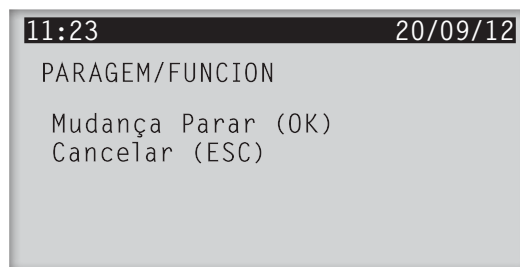 11:23 20/09/12
PARAGEM/FUNCION
Mudança Parar (OK)
Cancelar (ESC)